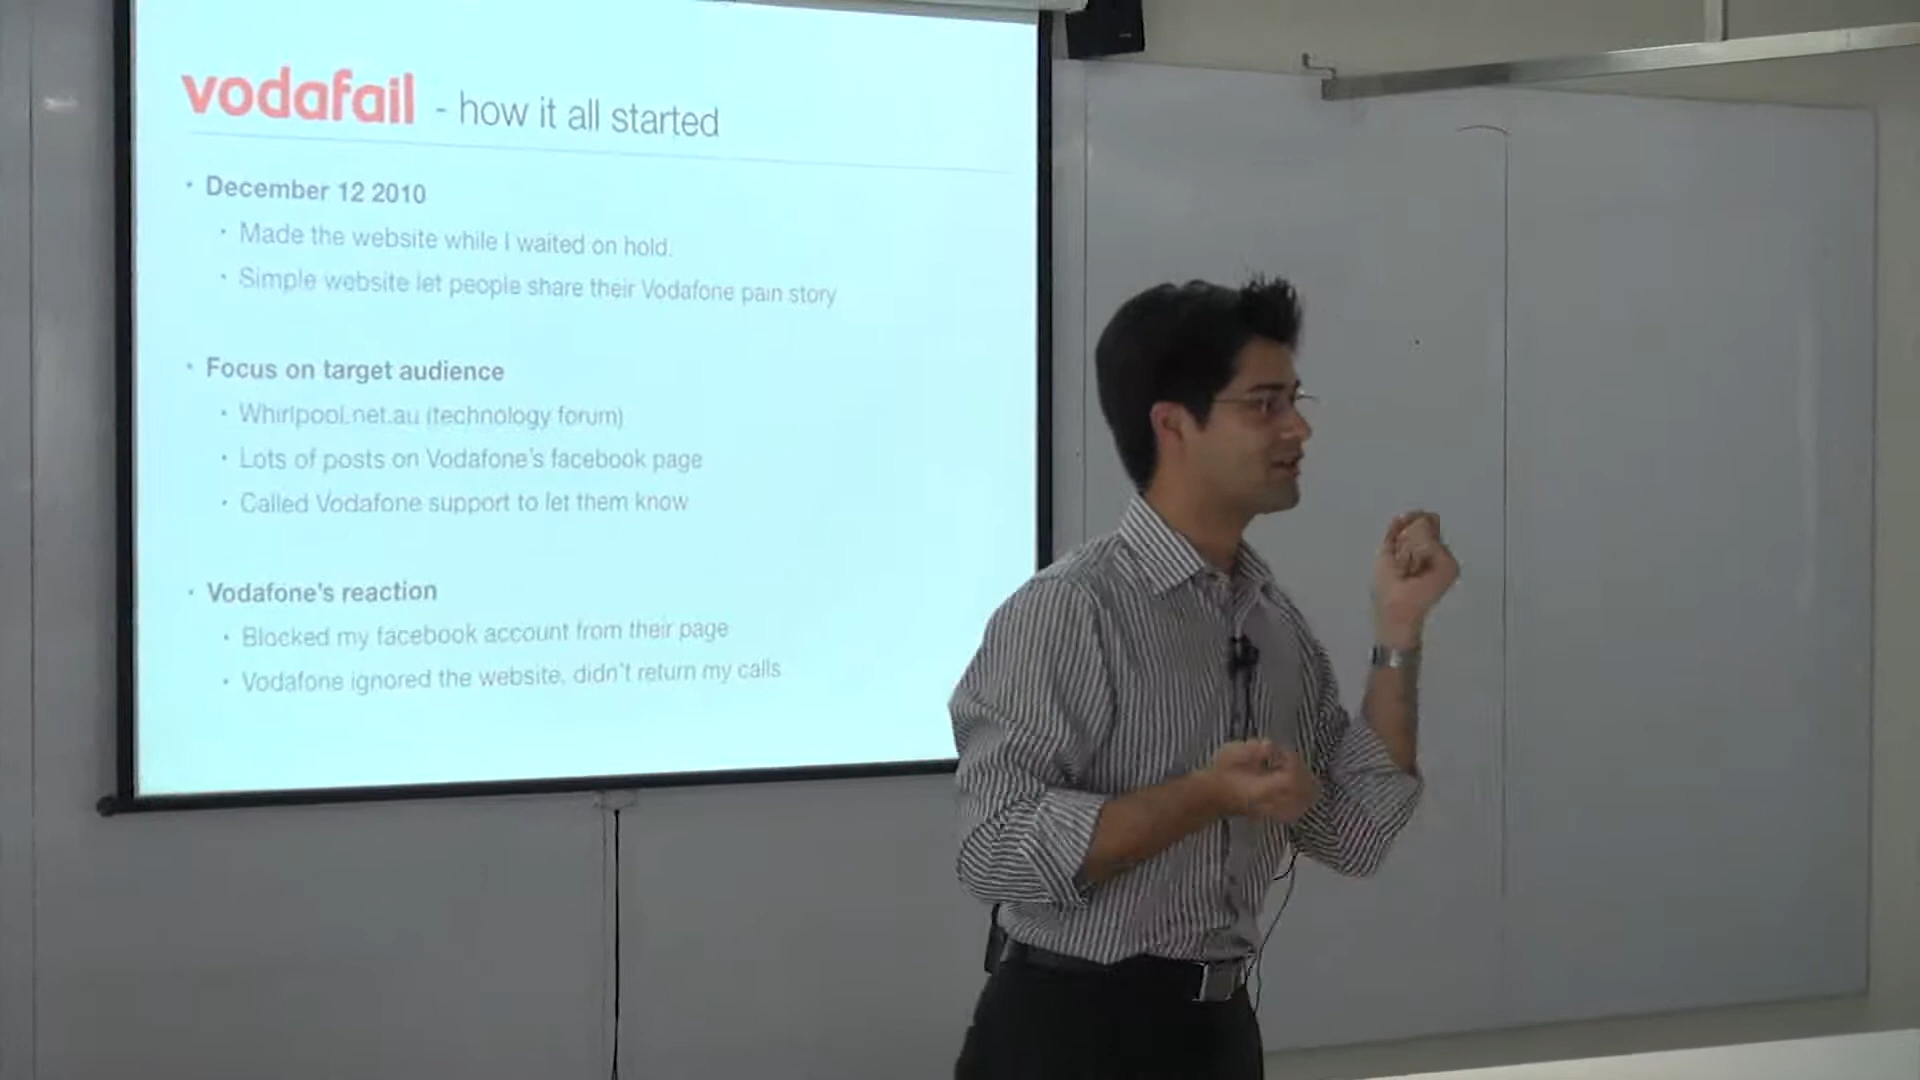 vodafail - how it all started
• December 12 2010
• Made the website while I waited on hold.
• Simple website let people share their Vodafone pain story
• Focus on target audience
• Whirlpool.net.au (technology forum)
• Lots of posts on Vodafone's facebook page
• Called Vodafone support to let them know
• Vodafone's reaction
• Blocked my facebook account from their page
• Vodafone ignored the website, didn't return my calls